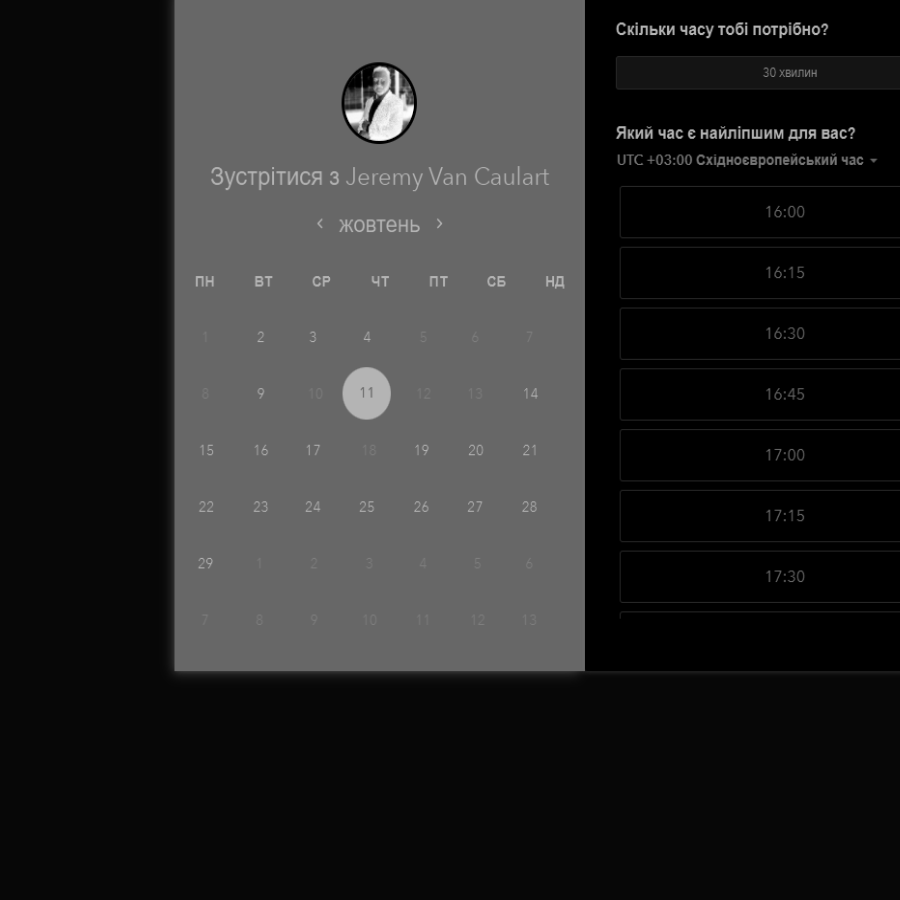 Зустрітися з Jeremy Van Caulart
‹ жовтень ›
ПН ВТ СР ЧТ ПТ СБ НД
1 2 3 4 5 6 7
8 9 10 11 12 13 14
15 16 17 18 19 20 21
22 23 24 25 26 27 28
29 1 2 3 4 5 6
7 8 9 10 11 12 13
Скільки часу тобі потрібно?
30 хвилин
Який час є найліпшим для вас?
UTC +03:00 Східноєвропейський час
16:00
16:15
16:30
16:45
17:00
17:15
17:30